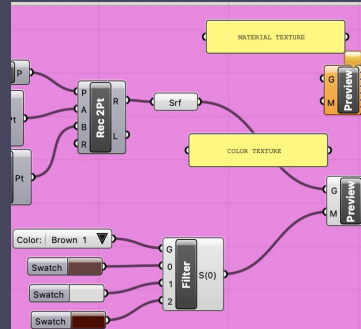 MATERIAL TEXTURE
P
P
A
B
R
Rec 2Pt
R
L
Srf
G
M
Preview
t
Pt
COLOR TEXTURE
G
M
Preview
Color: Brown 1
Swatch
Swatch
Swatch
G
0
1
2
Filter
S(0)